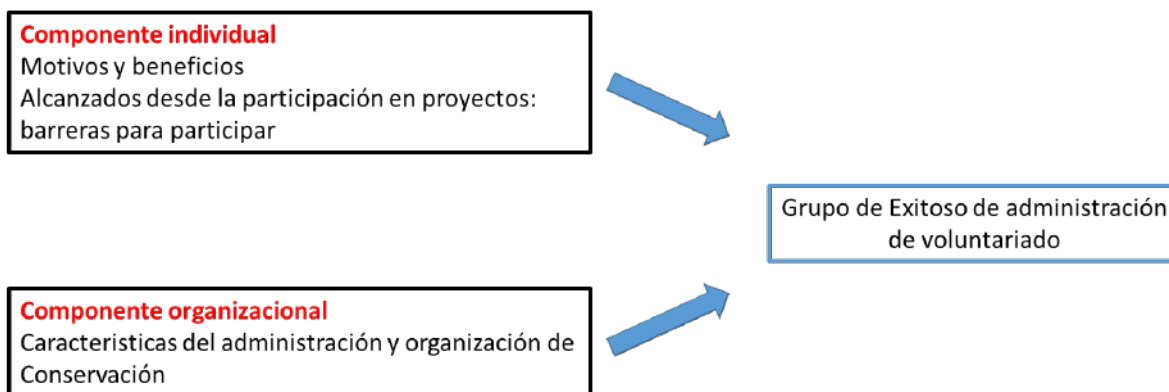 Componente individual
Motivos y beneficios
Alcanzados desde la participación en proyectos:
barreras para participar
Grupo de Exitoso de administración
de voluntariado
Componente organizacional
Caracteristicas del administración y organización de
Conservación